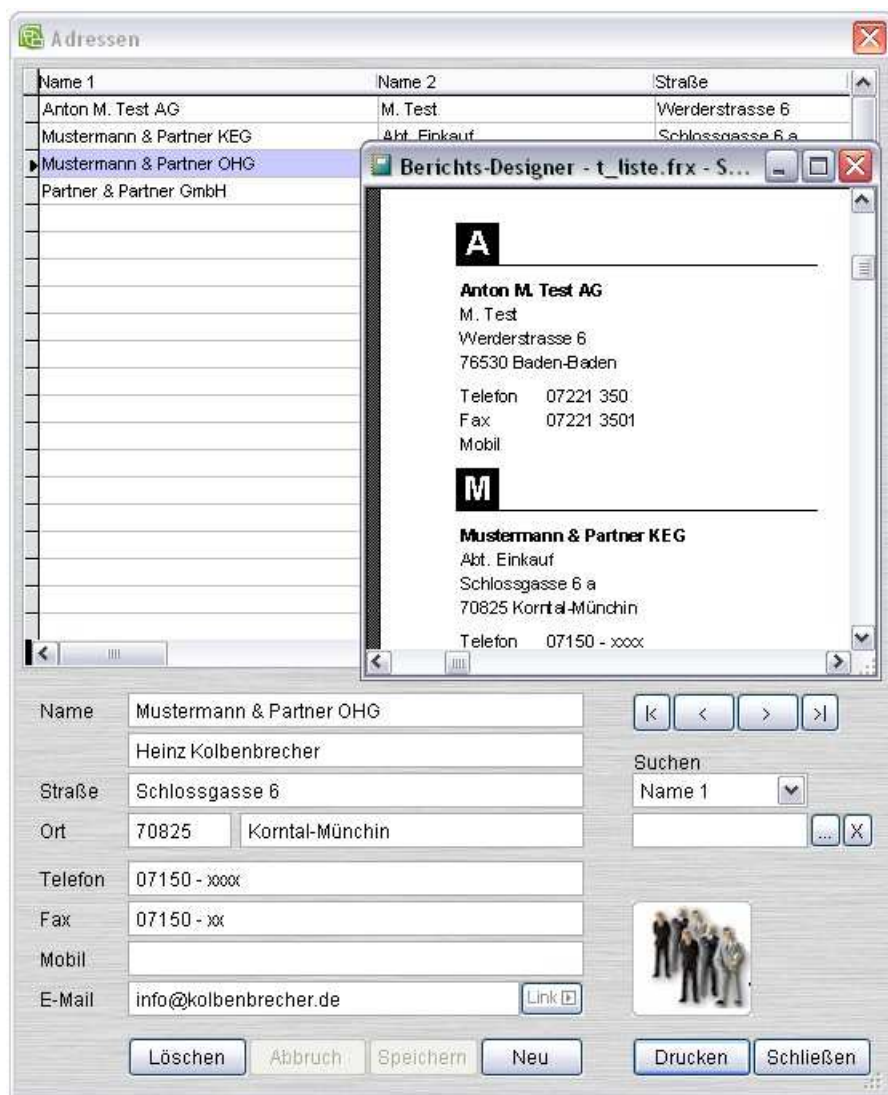 Adressen
Name 1 Name 2 Straße
Anton M. Test AG M. Test Werderstrasse 6
Mustermann & Partner KEG Abt. Einkauf Schlossgasse 6 a
Mustermann & Partner OHG
Partner & Partner GmbH
Berichts-Designer - t_liste.frx - S...
A
Anton M. Test AG
M. Test
Werderstrasse 6
76530 Baden-Baden
Telefon 07221 350
Fax 07221 3501
Mobil
M
Mustermann & Partner KEG
Abt. Einkauf
Schlossgasse 6 a
70825 Korntal-Münchin
Telefon 07150 - xxxx
Name Mustermann & Partner OHG
Heinz Kolbenbrecher
Straße Schlossgasse 6
Ort 70825 Korntal-Münchin
Telefon 07150 - xxxx
Fax 07150 - xx
Mobil
E-Mail info@kolbenbrecher.de Link
|< < > >|
Suchen
Name 1
... X
Löschen Abbruch Speichern Neu Drucken Schließen